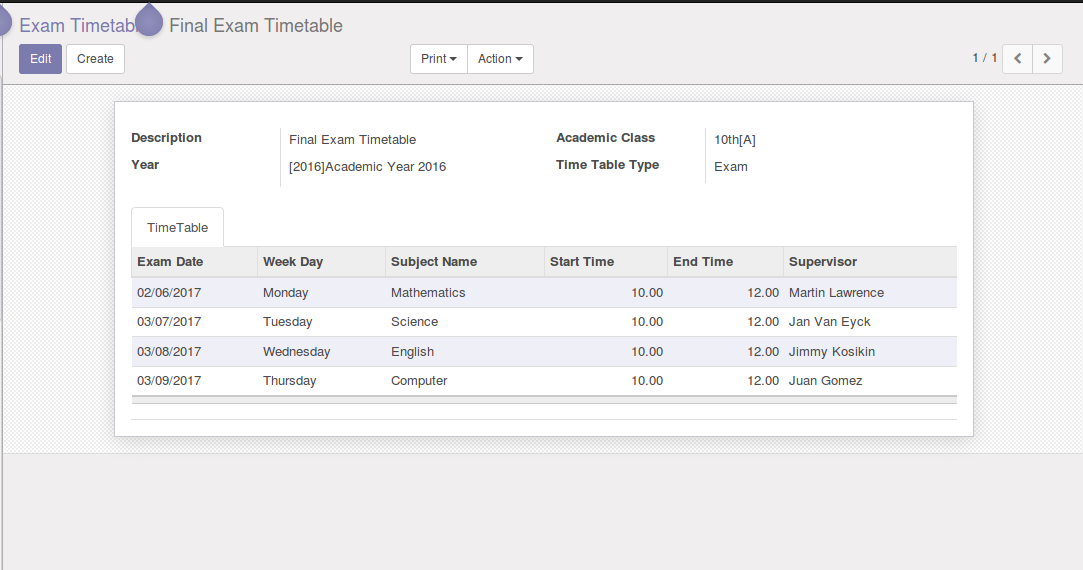 Exam Timetab Final Exam Timetable
Edit Create Print Action 1 / 1
Description Final Exam Timetable Academic Class 10th[A]
Year [2016]Academic Year 2016 Time Table Type Exam
TimeTable
Exam Date Week Day Subject Name Start Time End Time Supervisor
02/06/2017 Monday Mathematics 10.00 12.00 Martin Lawrence
03/07/2017 Tuesday Science 10.00 12.00 Jan Van Eyck
03/08/2017 Wednesday English 10.00 12.00 Jimmy Kosikin
03/09/2017 Thursday Computer 10.00 12.00 Juan Gomez